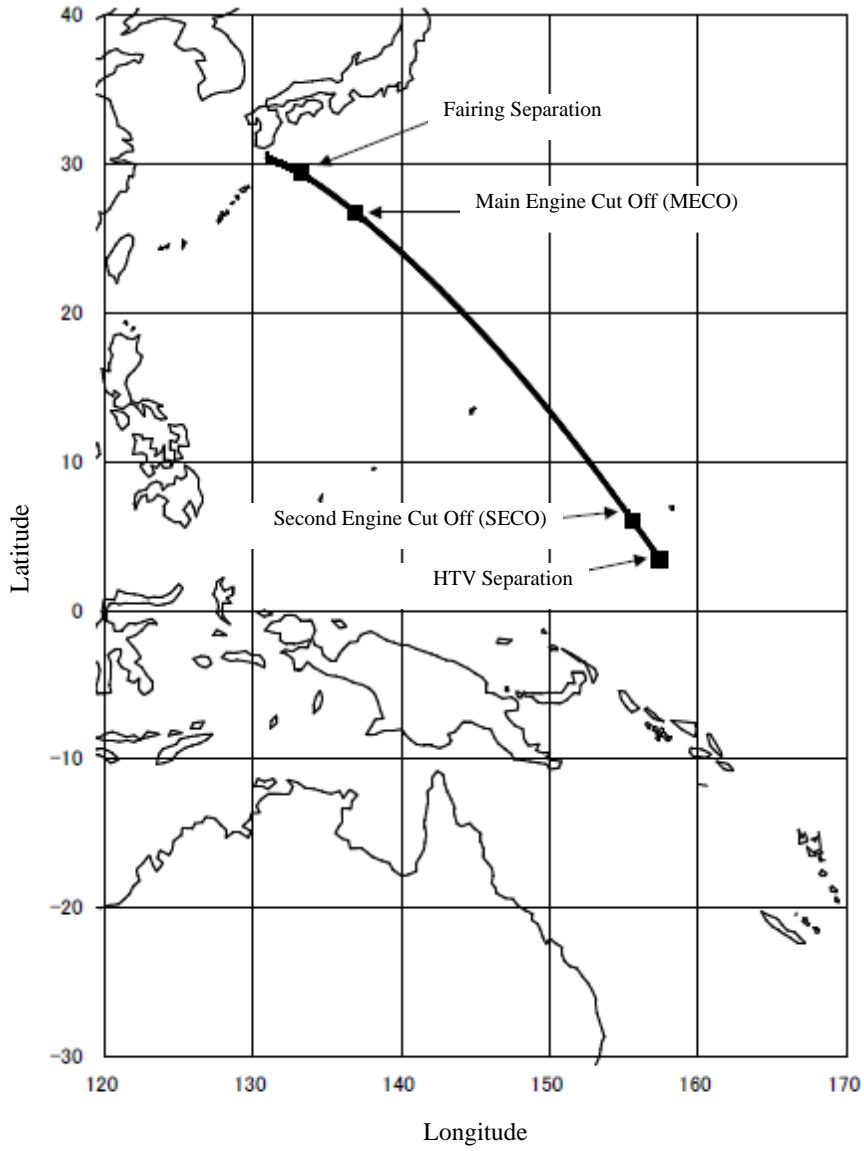 40
Fairing Separation
30
Main Engine Cut Off (MECO)
20
10
Second Engine Cut Off (SECO)
HTV Separation
Latitude
0
-10
-20
-30
120 130 140 150 160 170
Longitude